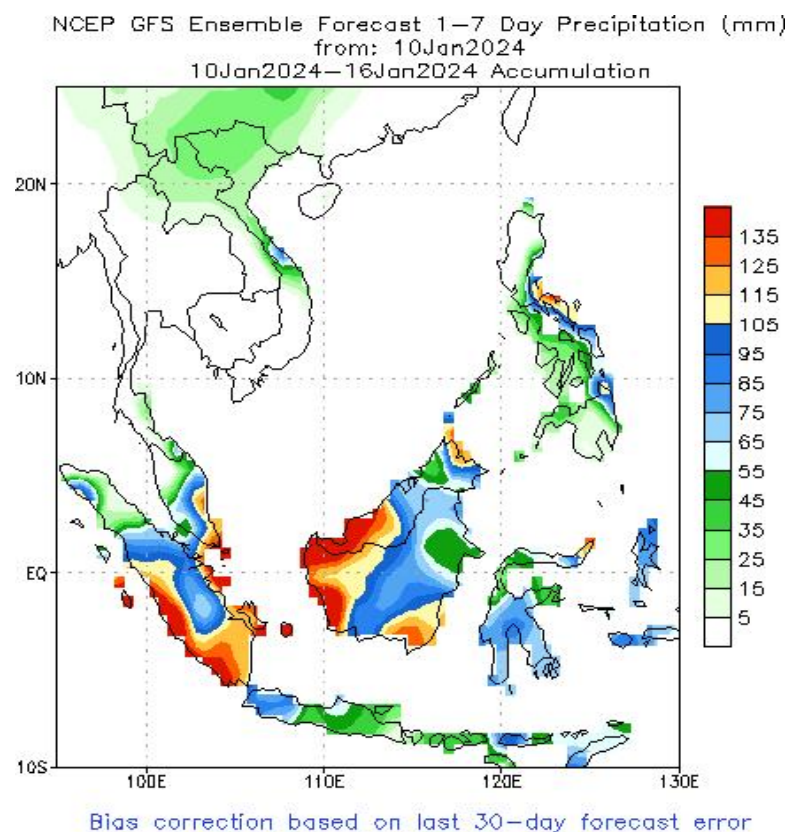 NCEP GFS Ensemble Forecast 1–7 Day Precipitation (mm)
from: 10Jan2024
10Jan2024–16Jan2024 Accumulation
20N
10N
EQ
10S
100E
110E
120E
130E
135
125
115
105
95
85
75
65
55
45
35
25
15
5
Bias correction based on last 30–day forecast error